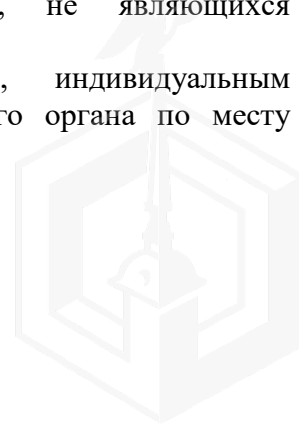 , не являющихся
, индивидуальным
го органа по месту